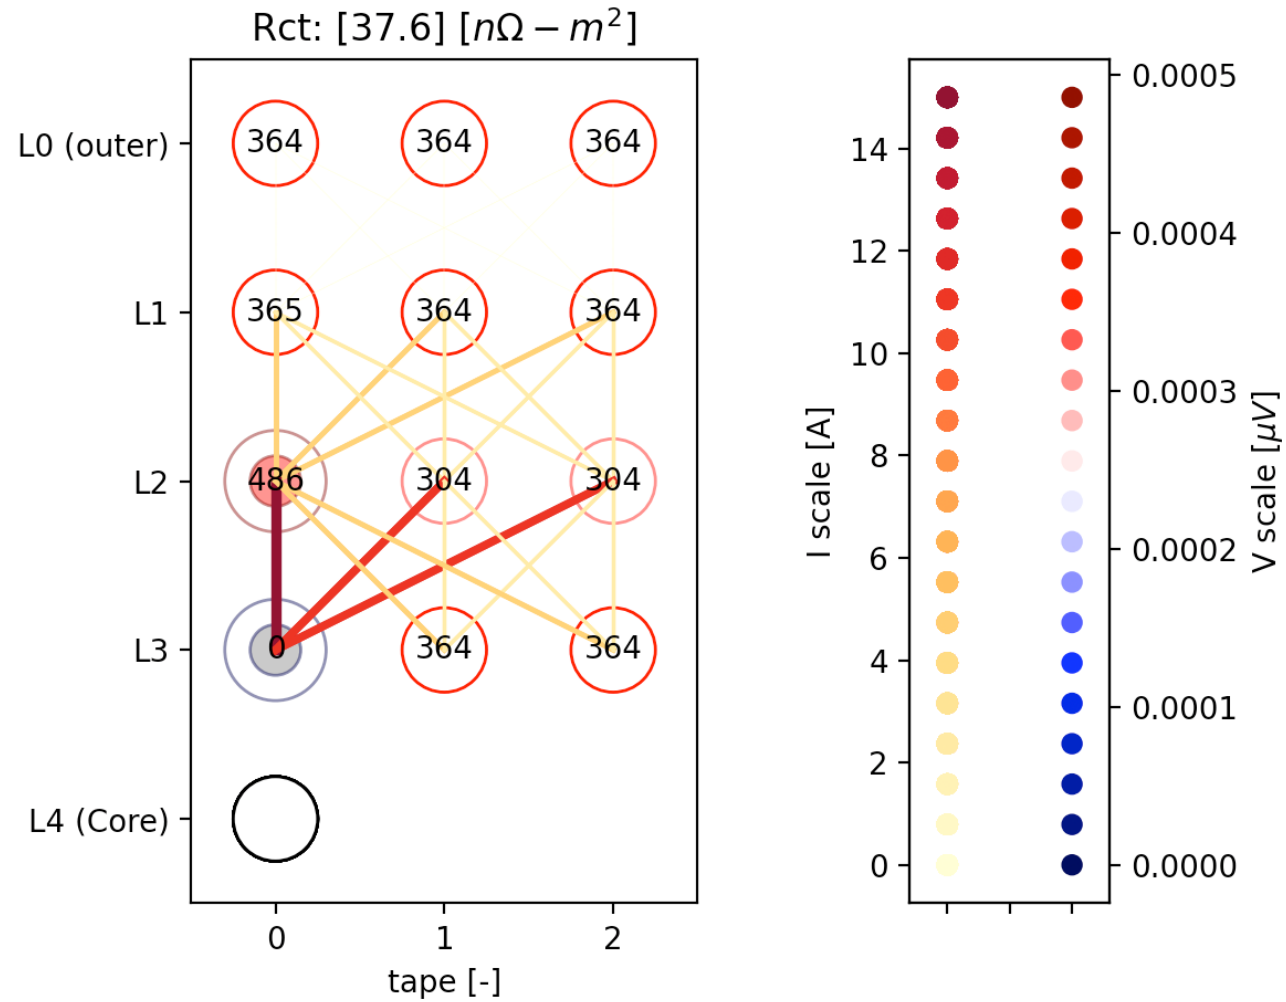 Rct: [37.6] [nΩ − m²]
L0 (outer)
364 364 364
L1
365 364 364
L2
486 304 304
L3
0 364 364
L4 (Core)
0 1 2
tape [-]
I scale [A]
14
12
10
8
6
4
2
0
0.0005
0.0004
0.0003
0.0002
0.0001
0.0000
V scale [μV]